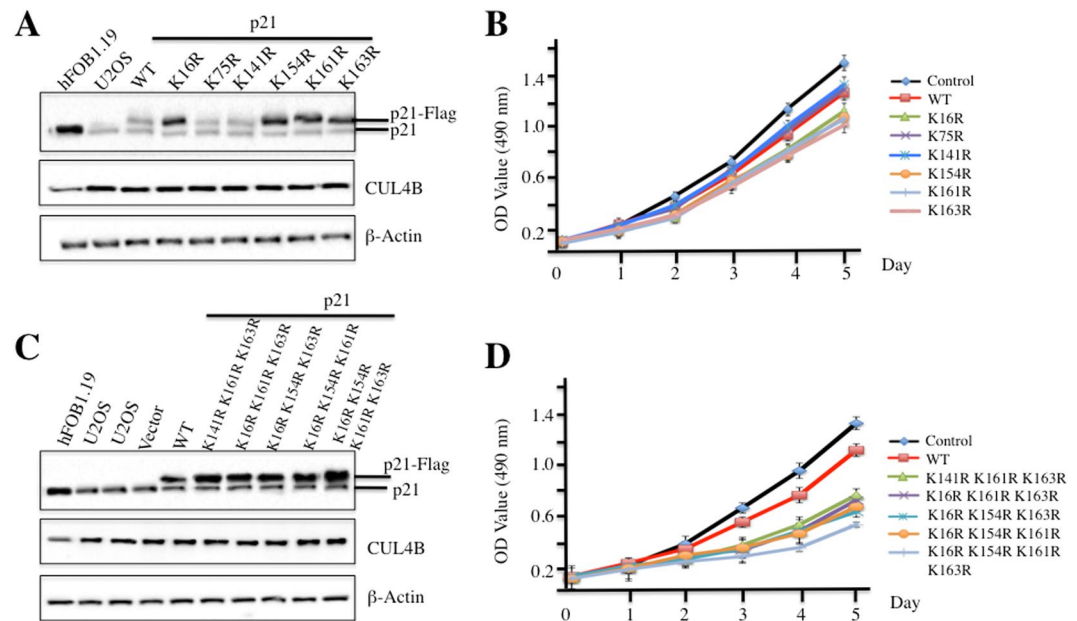 A
p21
hFOB1.19
U2OS
WT
K16R
K75R
K141R
K154R
K161R
K163R
p21-Flag
p21
CUL4B
β-Actin
B
OD Value (490 nm)
1.4
1.0
0.6
0.2
0 1 2 3 4 5
Day
Control
WT
K16R
K75R
K141R
K154R
K161R
K163R
C
p21
hFOB1.19
U2OS
U2OS
Vector
WT
K141R K161R K163R
K16R K161R K163R
K16R K154R K163R
K16R K154R K161R
K16R K154R
K161R K163R
p21-Flag
p21
CUL4B
β-Actin
D
OD Value (490 nm)
1.4
1.0
0.6
0.2
0 1 2 3 4 5
Day
Control
WT
K141R K161R K163R
K16R K161R K163R
K16R K154R K163R
K16R K154R K161R
K16R K154R K161R
K163R